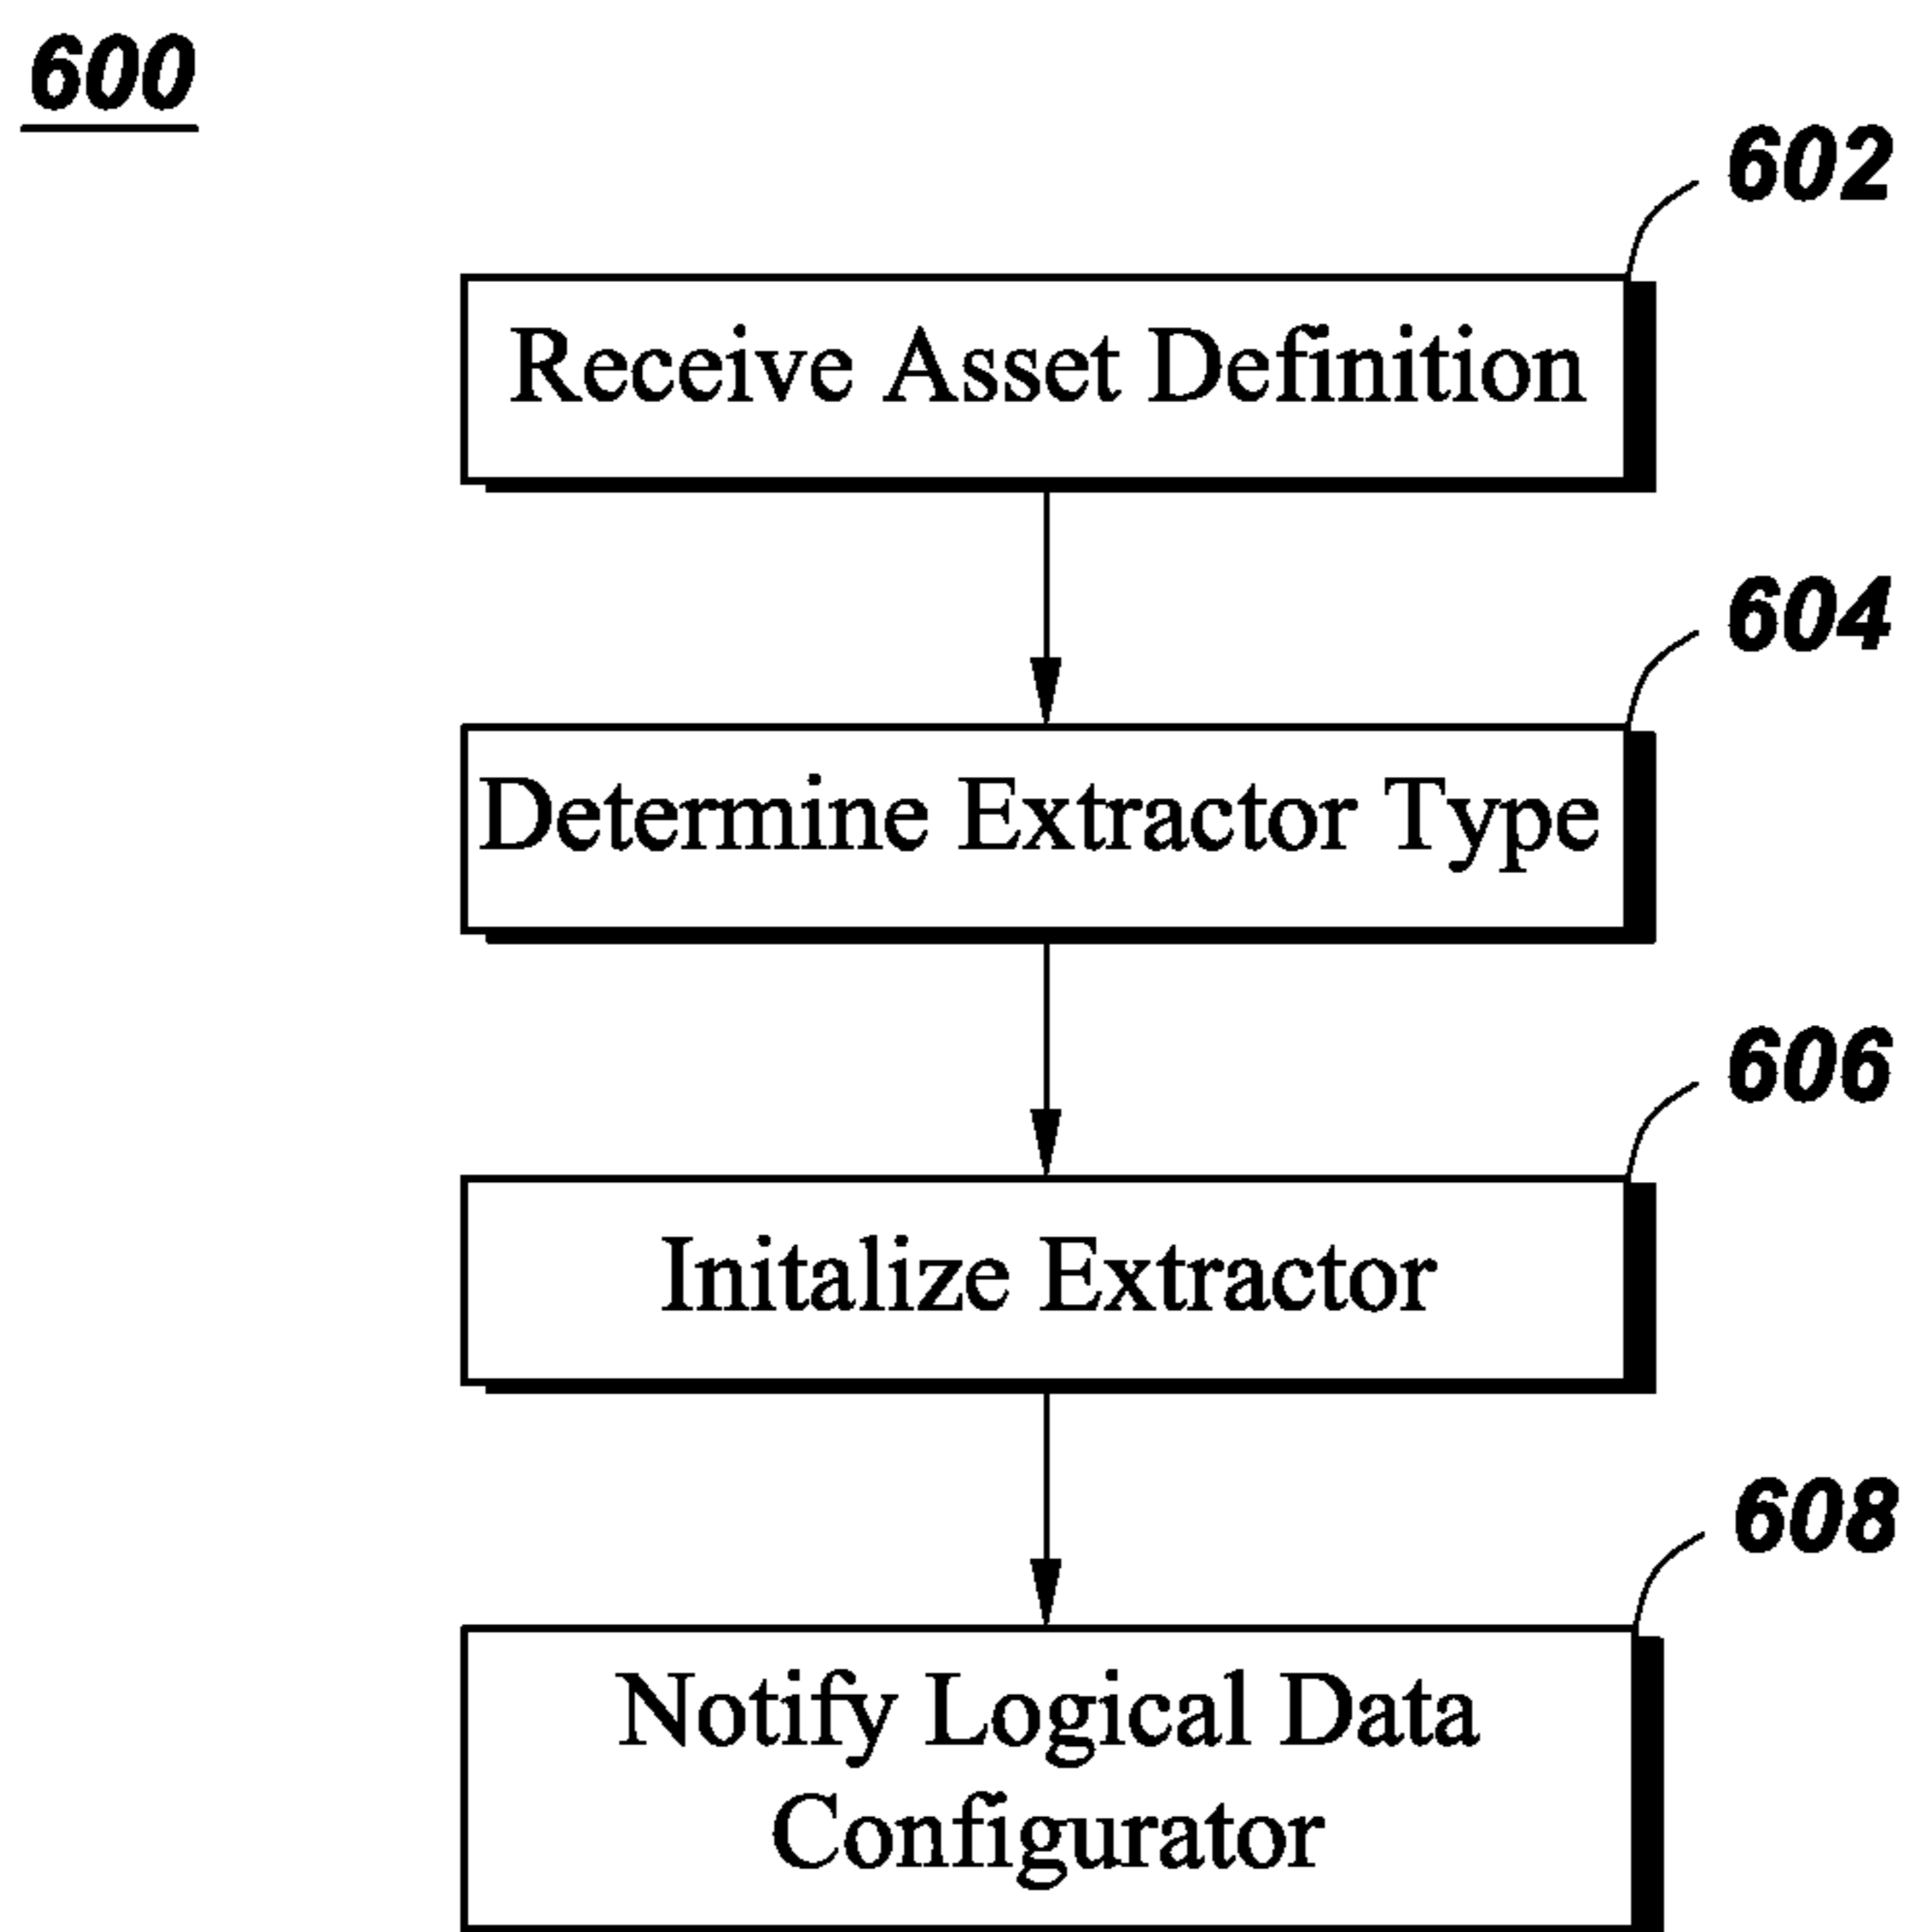 600
602
Receive Asset Definition
604
Determine Extractor Type
606
Initalize Extractor
608
Notify Logical Data
Configurator